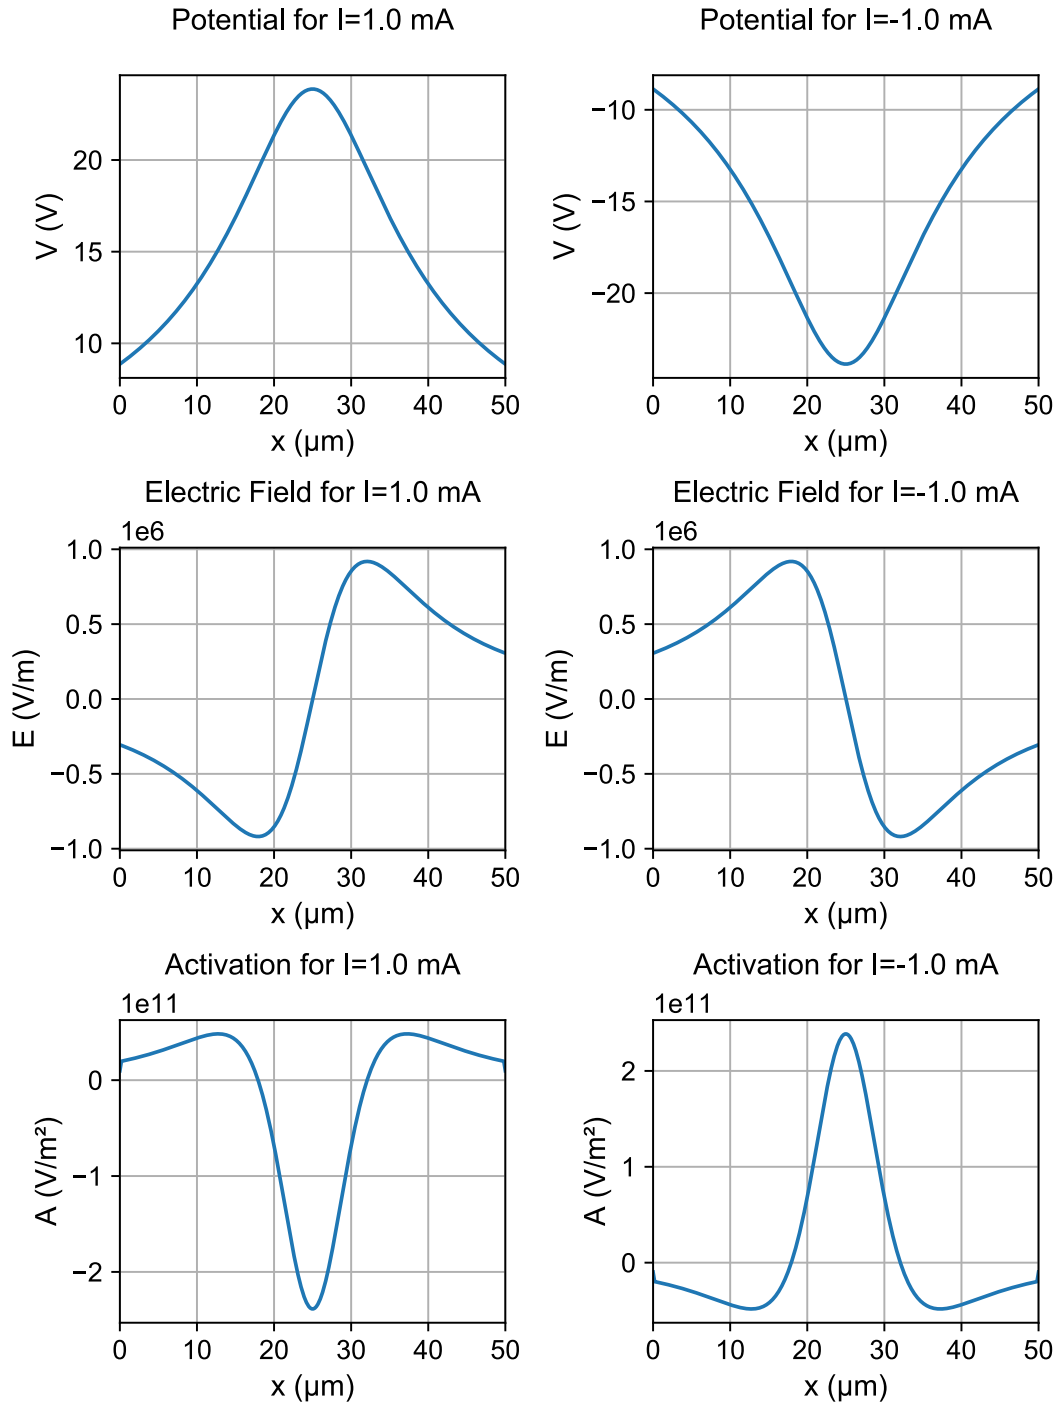 Potential for I=1.0 mA
20
15
10
V (V)
0 10 20 30 40 50
x (µm)
Potential for I=-1.0 mA
−10
−15
−20
V (V)
0 10 20 30 40 50
x (µm)
Electric Field for I=1.0 mA
1e6
1.0
0.5
0.0
−0.5
−1.0
E (V/m)
0 10 20 30 40 50
x (µm)
Electric Field for I=-1.0 mA
1e6
1.0
0.5
0.0
−0.5
−1.0
E (V/m)
0 10 20 30 40 50
x (µm)
Activation for I=1.0 mA
1e11
0
−1
−2
A (V/m²)
0 10 20 30 40 50
x (µm)
Activation for I=-1.0 mA
1e11
2
1
0
A (V/m²)
0 10 20 30 40 50
x (µm)